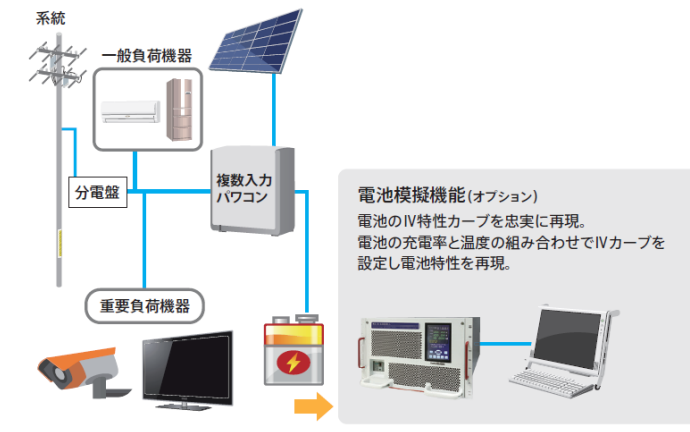 系統
一般負荷機器
分電盤
複数入力
パワコン
重要負荷機器
電池模擬機能(オプション)
電池のIV特性カーブを忠実に再現。
電池の充電率と温度の組み合わせでIVカーブを
設定し電池特性を再現。